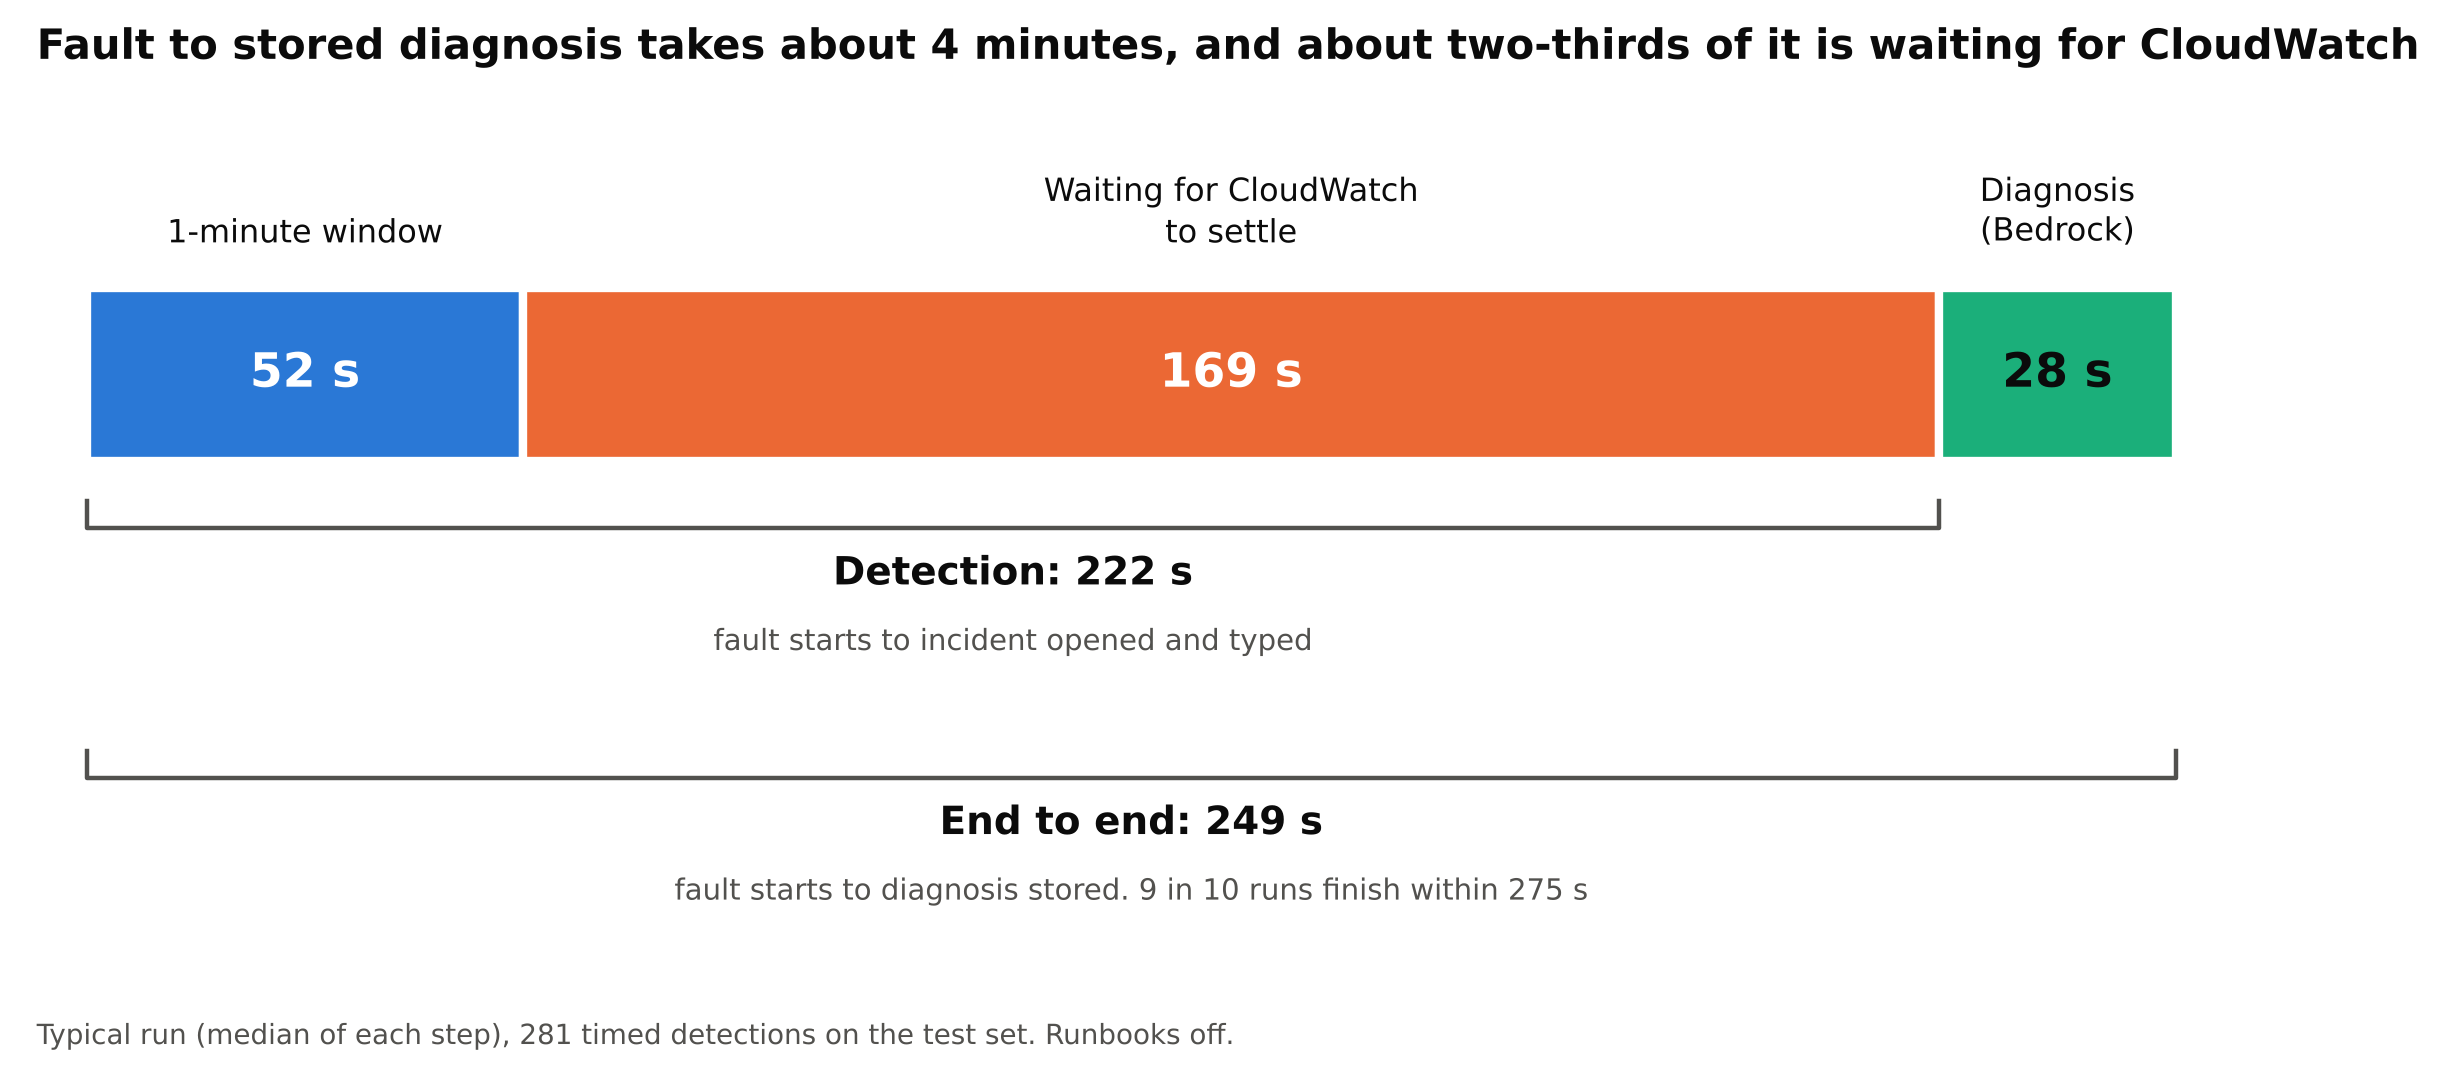 Fault to stored diagnosis takes about 4 minutes, and about two-thirds of it is waiting for CloudWatch
1-minute window
Waiting for CloudWatch
to settle
Diagnosis
(Bedrock)
52 s
169 s
28 s
Detection: 222 s
fault starts to incident opened and typed
End to end: 249 s
fault starts to diagnosis stored. 9 in 10 runs finish within 275 s
Typical run (median of each step), 281 timed detections on the test set. Runbooks off.